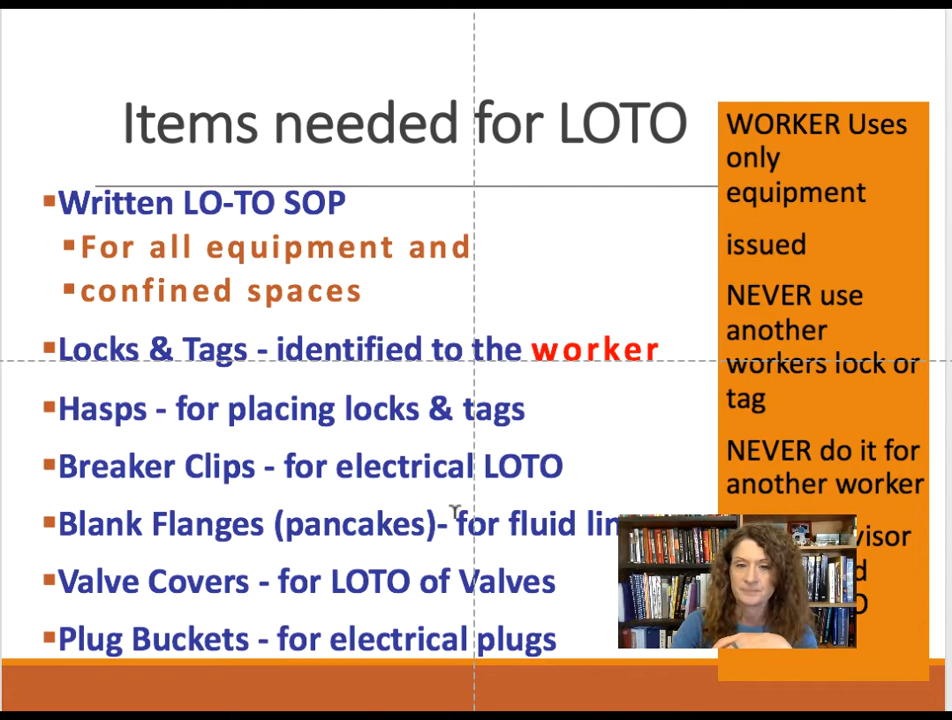 Items needed for LOTO
Written LO-TO SOP
For all equipment and
confined spaces
Locks & Tags - identified to the worker
Hasps - for placing locks & tags
Breaker Clips - for electrical LOTO
Blank Flanges (pancakes)- for fluid
Valve Covers - for LOTO of Valves
Plug Buckets - for electrical plugs
WORKER Uses
only
equipment
issued
NEVER use
another
workers lock or
tag
NEVER do it for
another worker